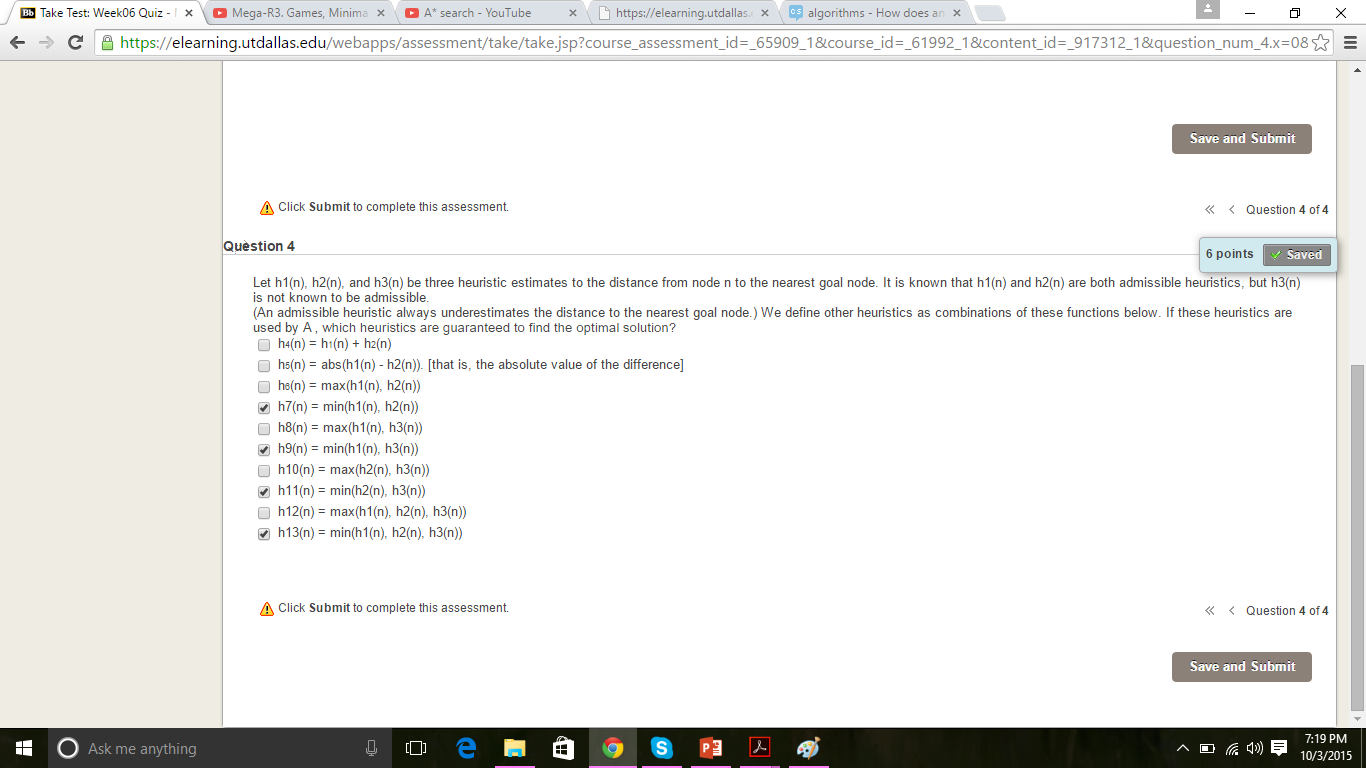 Take Test: Week06 Quiz -
Mega-R3. Games, Minima
A* search - YouTube
https://elearning.utdallas.
algorithms - How does an
https://elearning.utdallas.edu/webapps/assessment/take/take.jsp?course_assessment_id=_65909_1&course_id=_61992_1&content_id=_917312_1&question_num_4.x=08
Save and Submit
Click Submit to complete this assessment.
Question 4 of 4
Question 4
6 points
Saved
Let h1(n), h2(n), and h3(n) be three heuristic estimates to the distance from node n to the nearest goal node. It is known that h1(n) and h2(n) are both admissible heuristics, but h3(n)
is not known to be admissible.
(An admissible heuristic always underestimates the distance to the nearest goal node.) We define other heuristics as combinations of these functions below. If these heuristics are
used by A , which heuristics are guaranteed to find the optimal solution?
h4(n) = h1(n) + h2(n)
h5(n) = abs(h1(n) - h2(n)). [that is, the absolute value of the difference]
h6(n) = max(h1(n), h2(n))
h7(n) = min(h1(n), h2(n))
h8(n) = max(h1(n), h3(n))
h9(n) = min(h1(n), h3(n))
h10(n) = max(h2(n), h3(n))
h11(n) = min(h2(n), h3(n))
h12(n) = max(h1(n), h2(n), h3(n))
h13(n) = min(h1(n), h2(n), h3(n))
Click Submit to complete this assessment.
Question 4 of 4
Save and Submit
Ask me anything
7:19 PM
10/3/2015